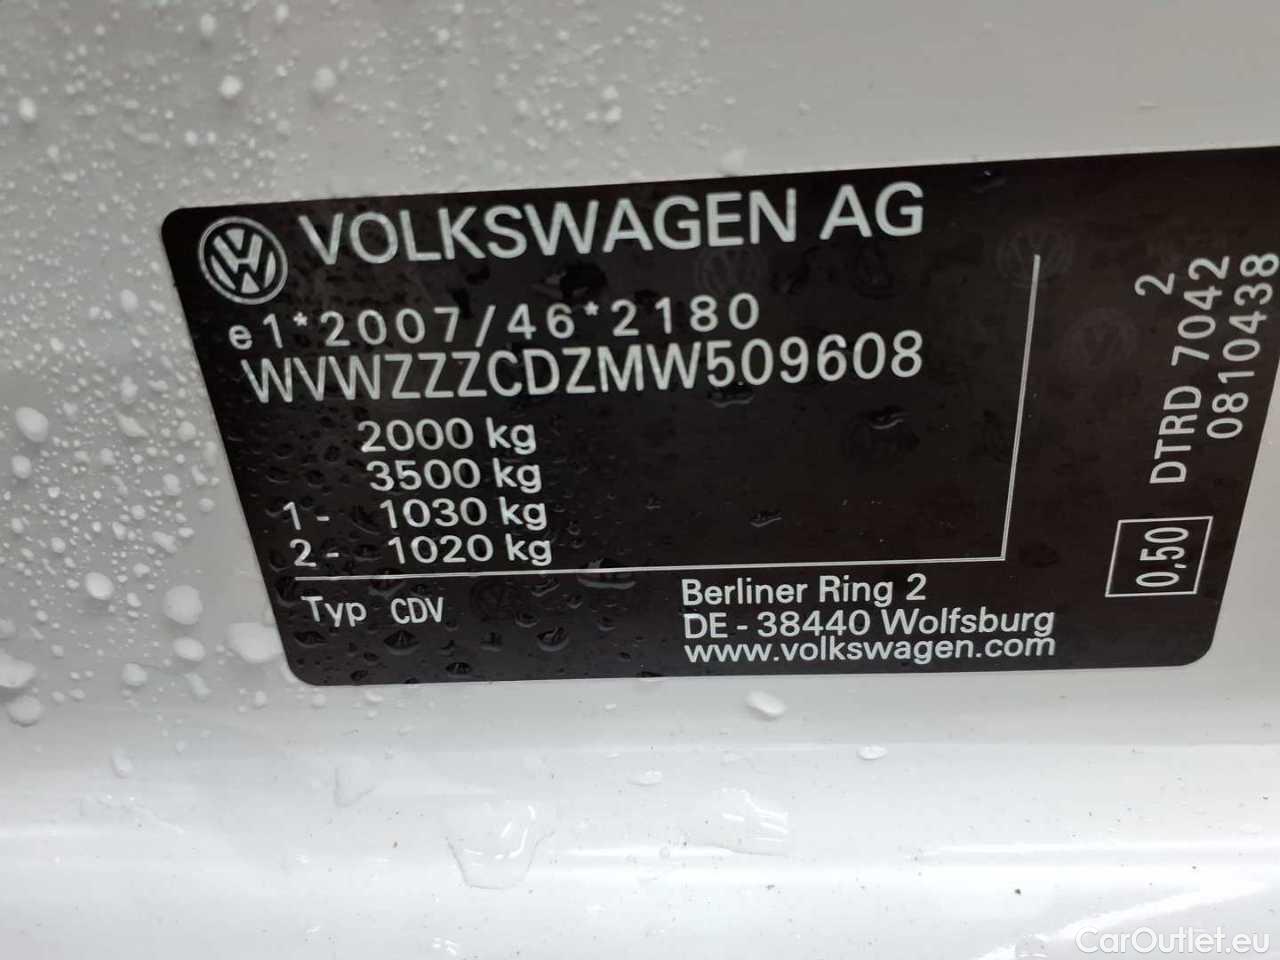 VOLKSWAGEN AG
e1*2007/46*2180
WVWZZZCDZMW509608
2000 kg
3500 kg
1 - 1030 kg
2 - 1020 kg
Typ CDV
Berliner Ring 2
DE - 38440 Wolfsburg
www.volkswagen.com
2
DTRD 7042
0810438
0,50
CarOutlet.eu